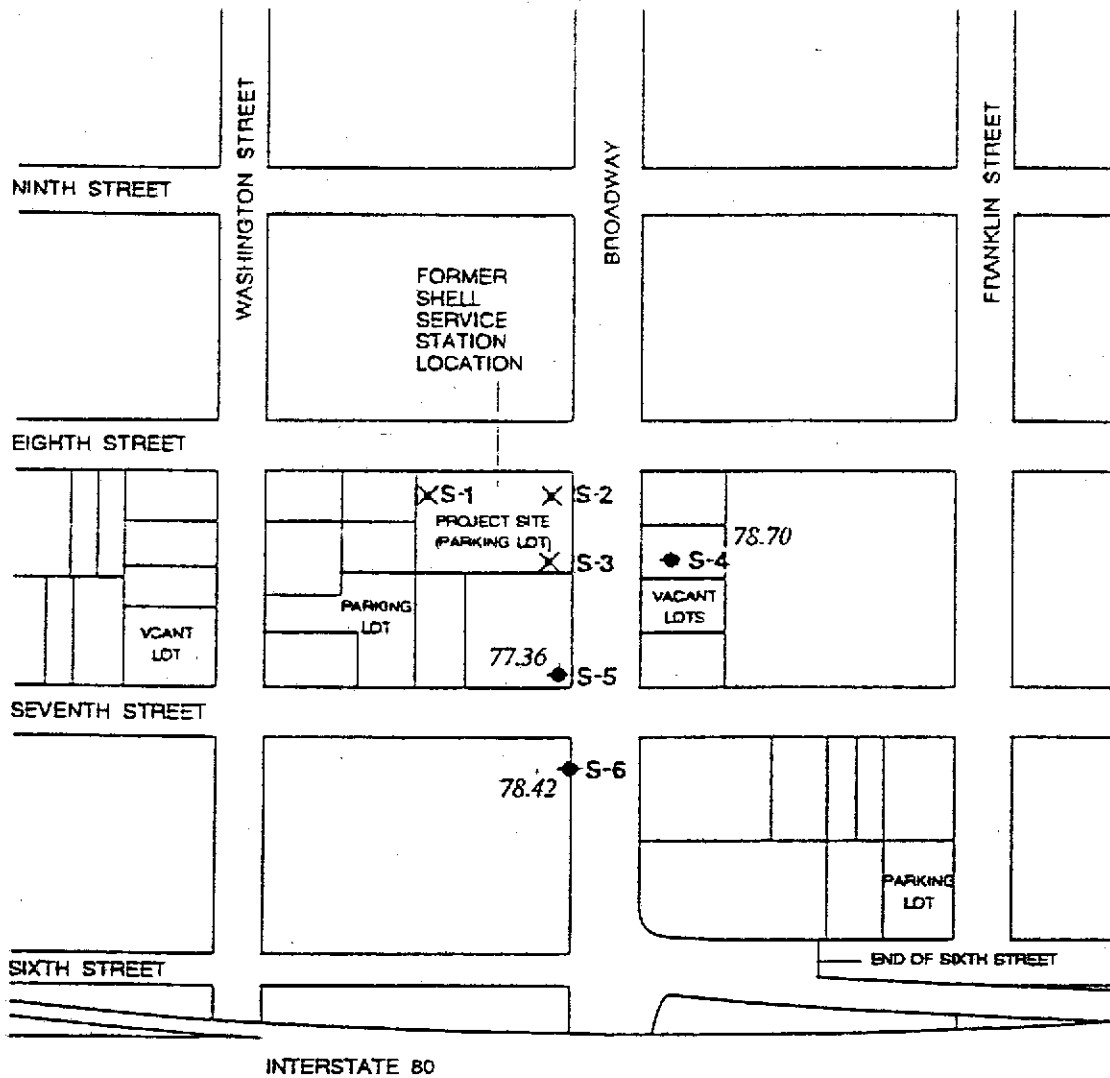 WASHINGTON STREET
BROADWAY
FRANKLIN STREET
NINTH STREET
FORMER
SHELL
SERVICE
STATION
LOCATION
EIGHTH STREET
S-1
S-2
PROJECT SITE
(PARKING LOT)
S-3
78.70
S-4
VACANT
LOTS
PARKING
LOT
VCANT
LOT
77.36
S-5
SEVENTH STREET
S-6
78.42
PARKING
LOT
SIXTH STREET
END OF SIXTH STREET
INTERSTATE 80